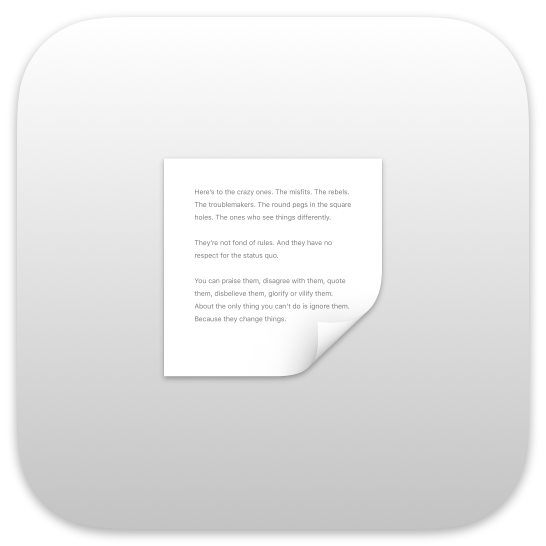 Here's to the crazy ones. The misfits. The rebels.
The troublemakers. The round pegs in the square
holes. The ones who see things differently.
They're not fond of rules. And they have no
respect for the status quo.
You can praise them, disagree with them, quote
them, disbelieve them, glorify or vilify them.
About the only thing you can't do is ignore them.
Because they change things.